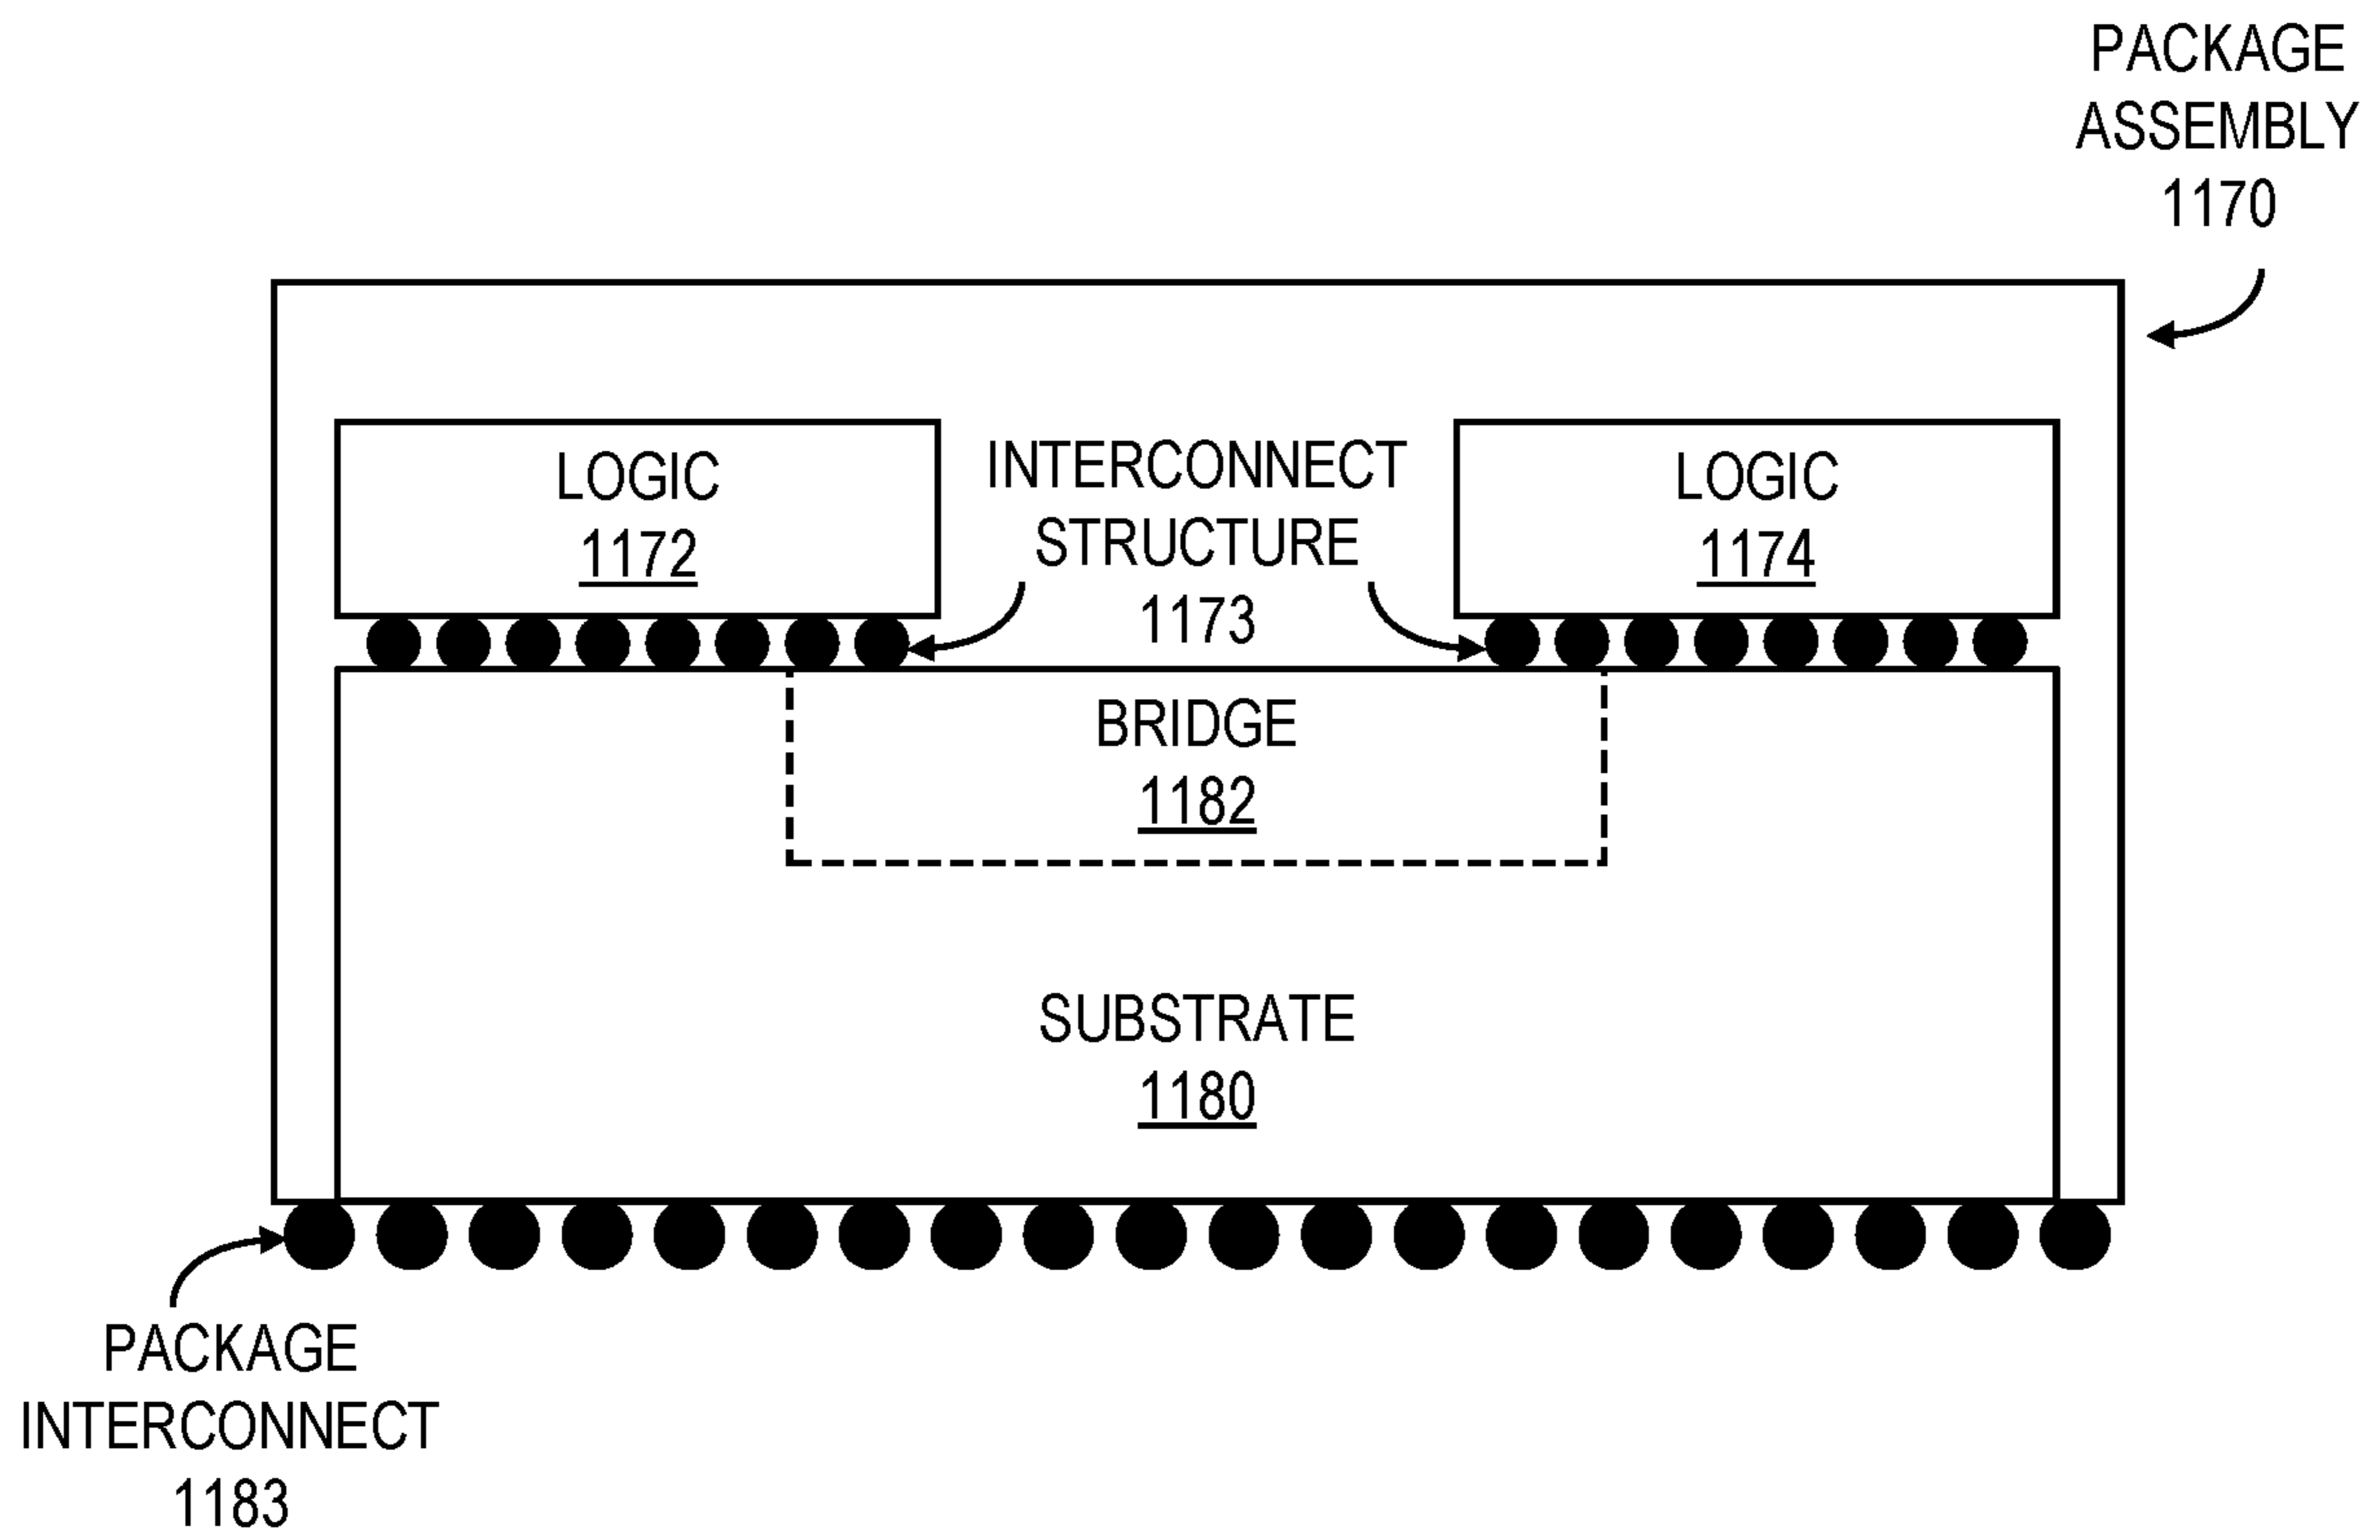 PACKAGE
ASSEMBLY
1170
LOGIC
1172
INTERCONNECT
STRUCTURE
1173
LOGIC
1174
BRIDGE
1182
SUBSTRATE
1180
PACKAGE
INTERCONNECT
1183